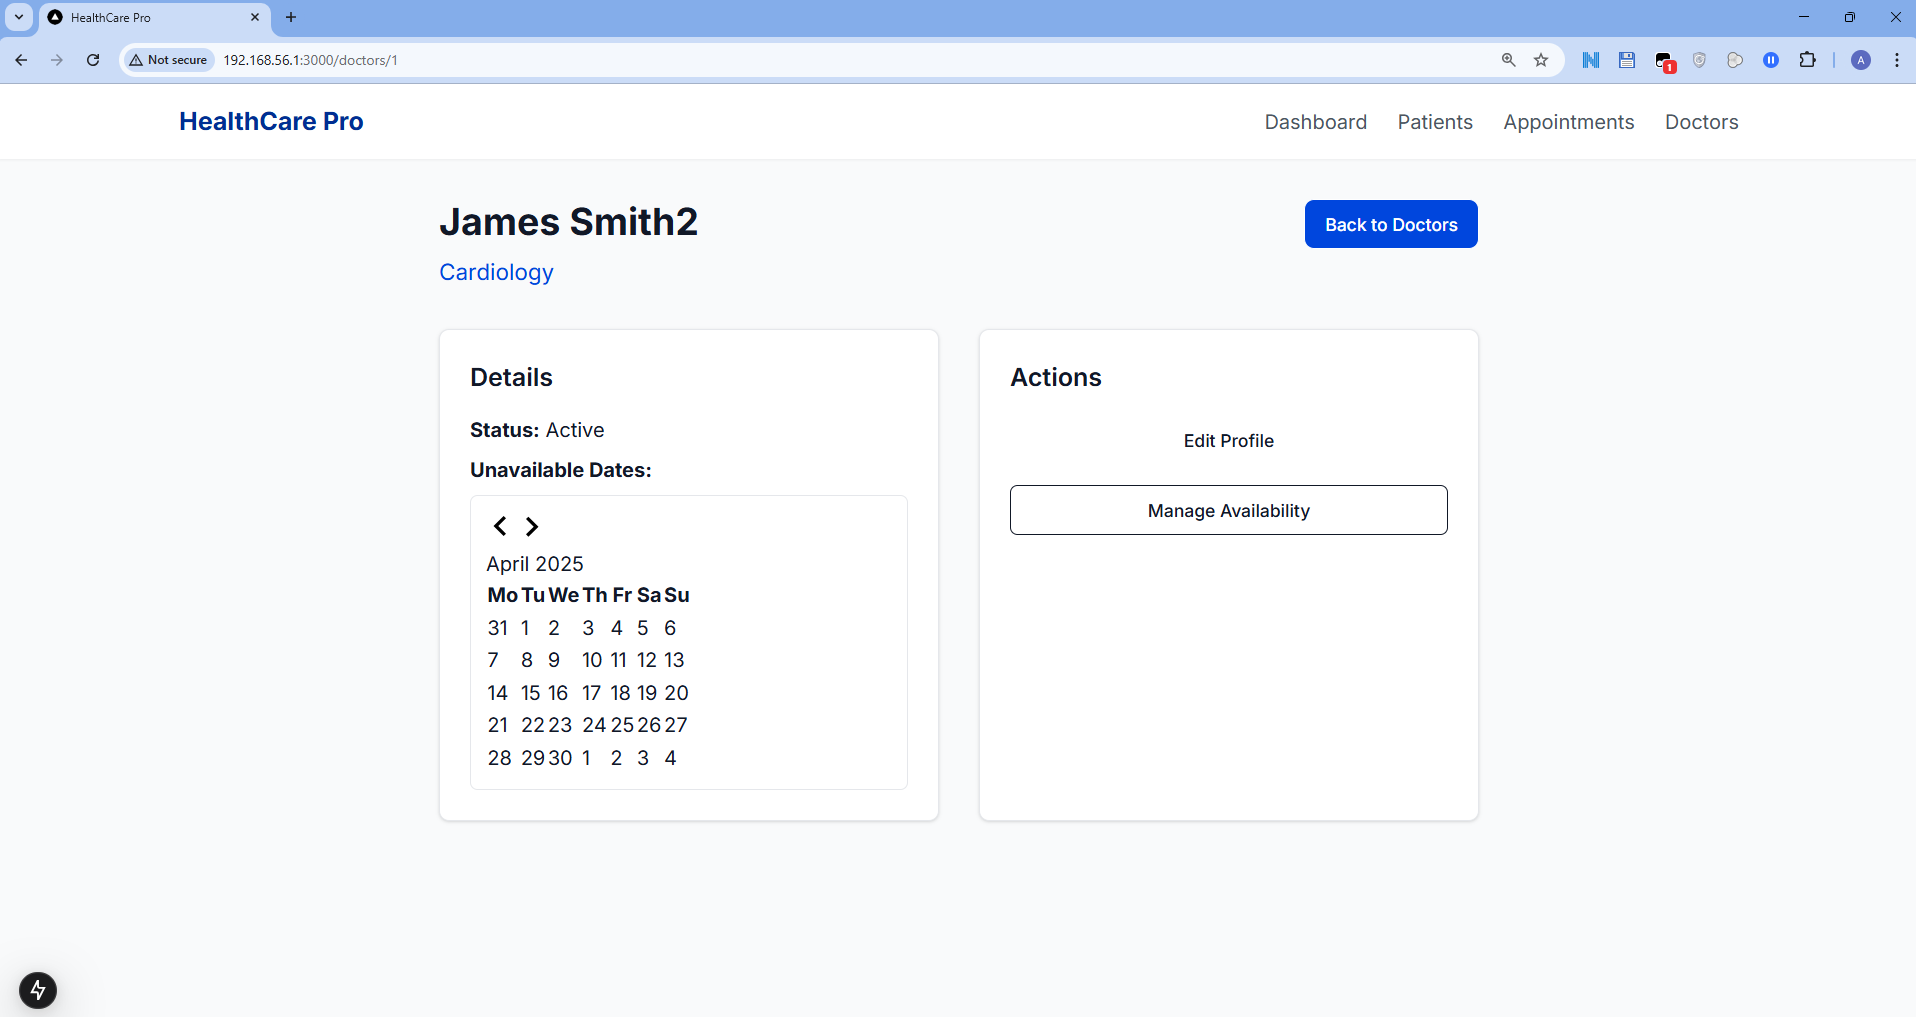 HealthCare Pro
Not secure 192.168.56.1:3000/doctors/1
1
A
HealthCare Pro
Dashboard Patients Appointments Doctors
James Smith2
Back to Doctors
Cardiology
Details
Status: Active
Unavailable Dates:
April 2025
Mo Tu We Th Fr Sa Su
31 1 2 3 4 5 6
7 8 9 10 11 12 13
14 15 16 17 18 19 20
21 22 23 24 25 26 27
28 29 30 1 2 3 4
Actions
Edit Profile
Manage Availability